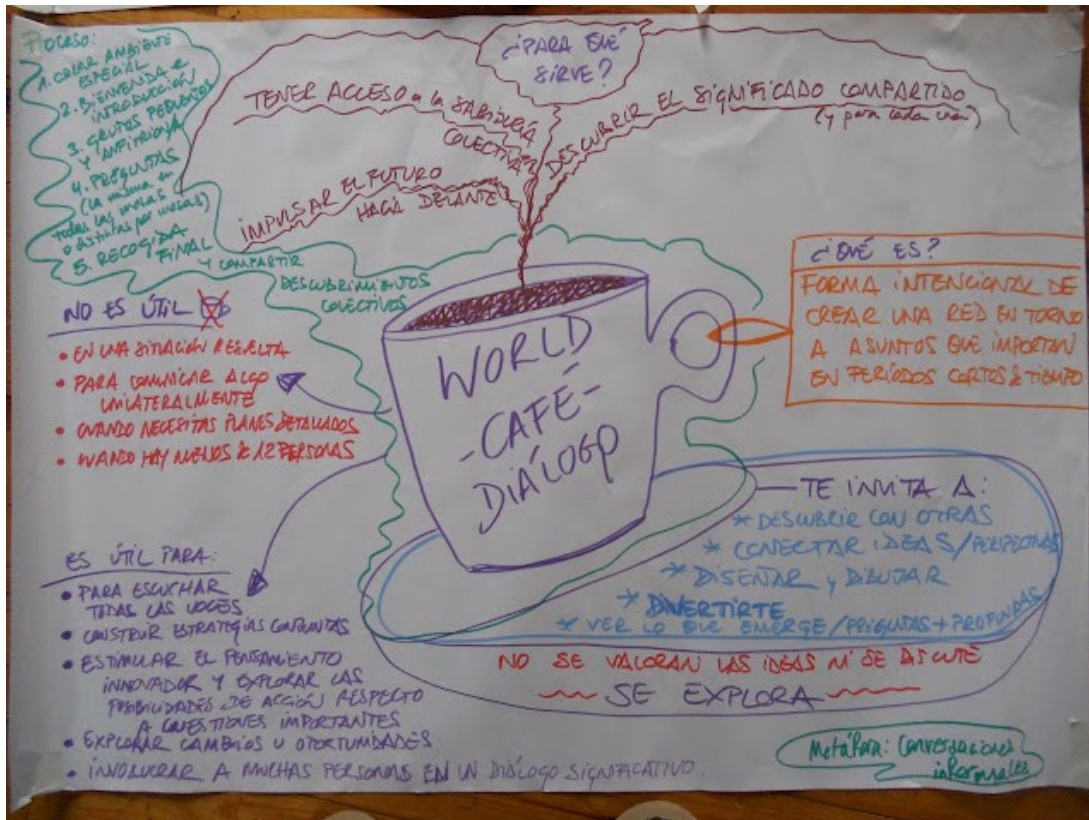 PROCESO:
1. CREAR AMBIENTE
ESPECIAL
2. BIENVENIDA e
INTRODUCCIÓN
3. GRUPOS PEQUEÑOS
Y ANFITRIONA
4. PREGUNTAS
(la misma en
todas las mesas
o distintas por mesas)
5. RECOGIDA
FINAL
Y COMPARTIR
DESCUBRIMIENTOS
COLECTIVOS
¿PARA QUÉ
SIRVE?
TENER ACCESO a la SABIDURÍA
COLECTIVA
DESCUBRIR EL SIGNIFICADO COMPARTIDO
(y para cada una)
IMPULSAR EL FUTURO
HACIA DELANTE
¿QUÉ ES?
FORMA INTENCIONAL DE
CREAR UNA RED EN TORNO
A ASUNTOS QUE IMPORTAN
EN PERÍODOS CORTOS de TIEMPO
NO ES ÚTIL
• EN UNA SITUACIÓN RESUELTA
• PARA COMUNICAR ALGO
UNILATERALMENTE
• CUANDO NECESITAS PLANES DETALLADOS
• CUANDO HAY MENOS de 12 PERSONAS
WORLD
-CAFÉ-
DIÁLOGO
ES ÚTIL PARA:
• PARA ESCUCHAR
TODAS LAS VOCES
• CONSTRUIR ESTRATEGIAS CONJUNTAS
• ESTIMULAR EL PENSAMIENTO
INNOVADOR Y EXPLORAR LAS
POSIBILIDADES DE ACCIÓN RESPECTO
A CUESTIONES IMPORTANTES
• EXPLORAR CAMBIOS U OPORTUNIDADES
• INVOLUCRAR A MUCHAS PERSONAS EN UN DIÁLOGO SIGNIFICATIVO.
TE INVITA A:
* DESCUBRIR CON OTRAS
* CONECTAR IDEAS/PERSPECTIVAS
* DISEÑAR y DIBUJAR
* DIVERTIRTE
* VER LO QUE EMERGE/PREGUNTAS + PROFUNDAS
NO SE VALORAN LAS IDEAS NI SE DISCUTE
SE EXPLORA
Metáfora: Conversaciones
informales